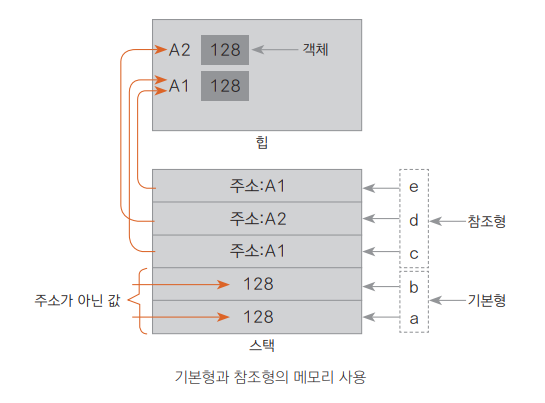 A2 128 객체
A1 128
힙
주소:A1 e
주소:A2 d 참조형
주소:A1 c
128 b
주소가 아닌 값 기본형
128 a
스택
기본형과 참조형의 메모리 사용